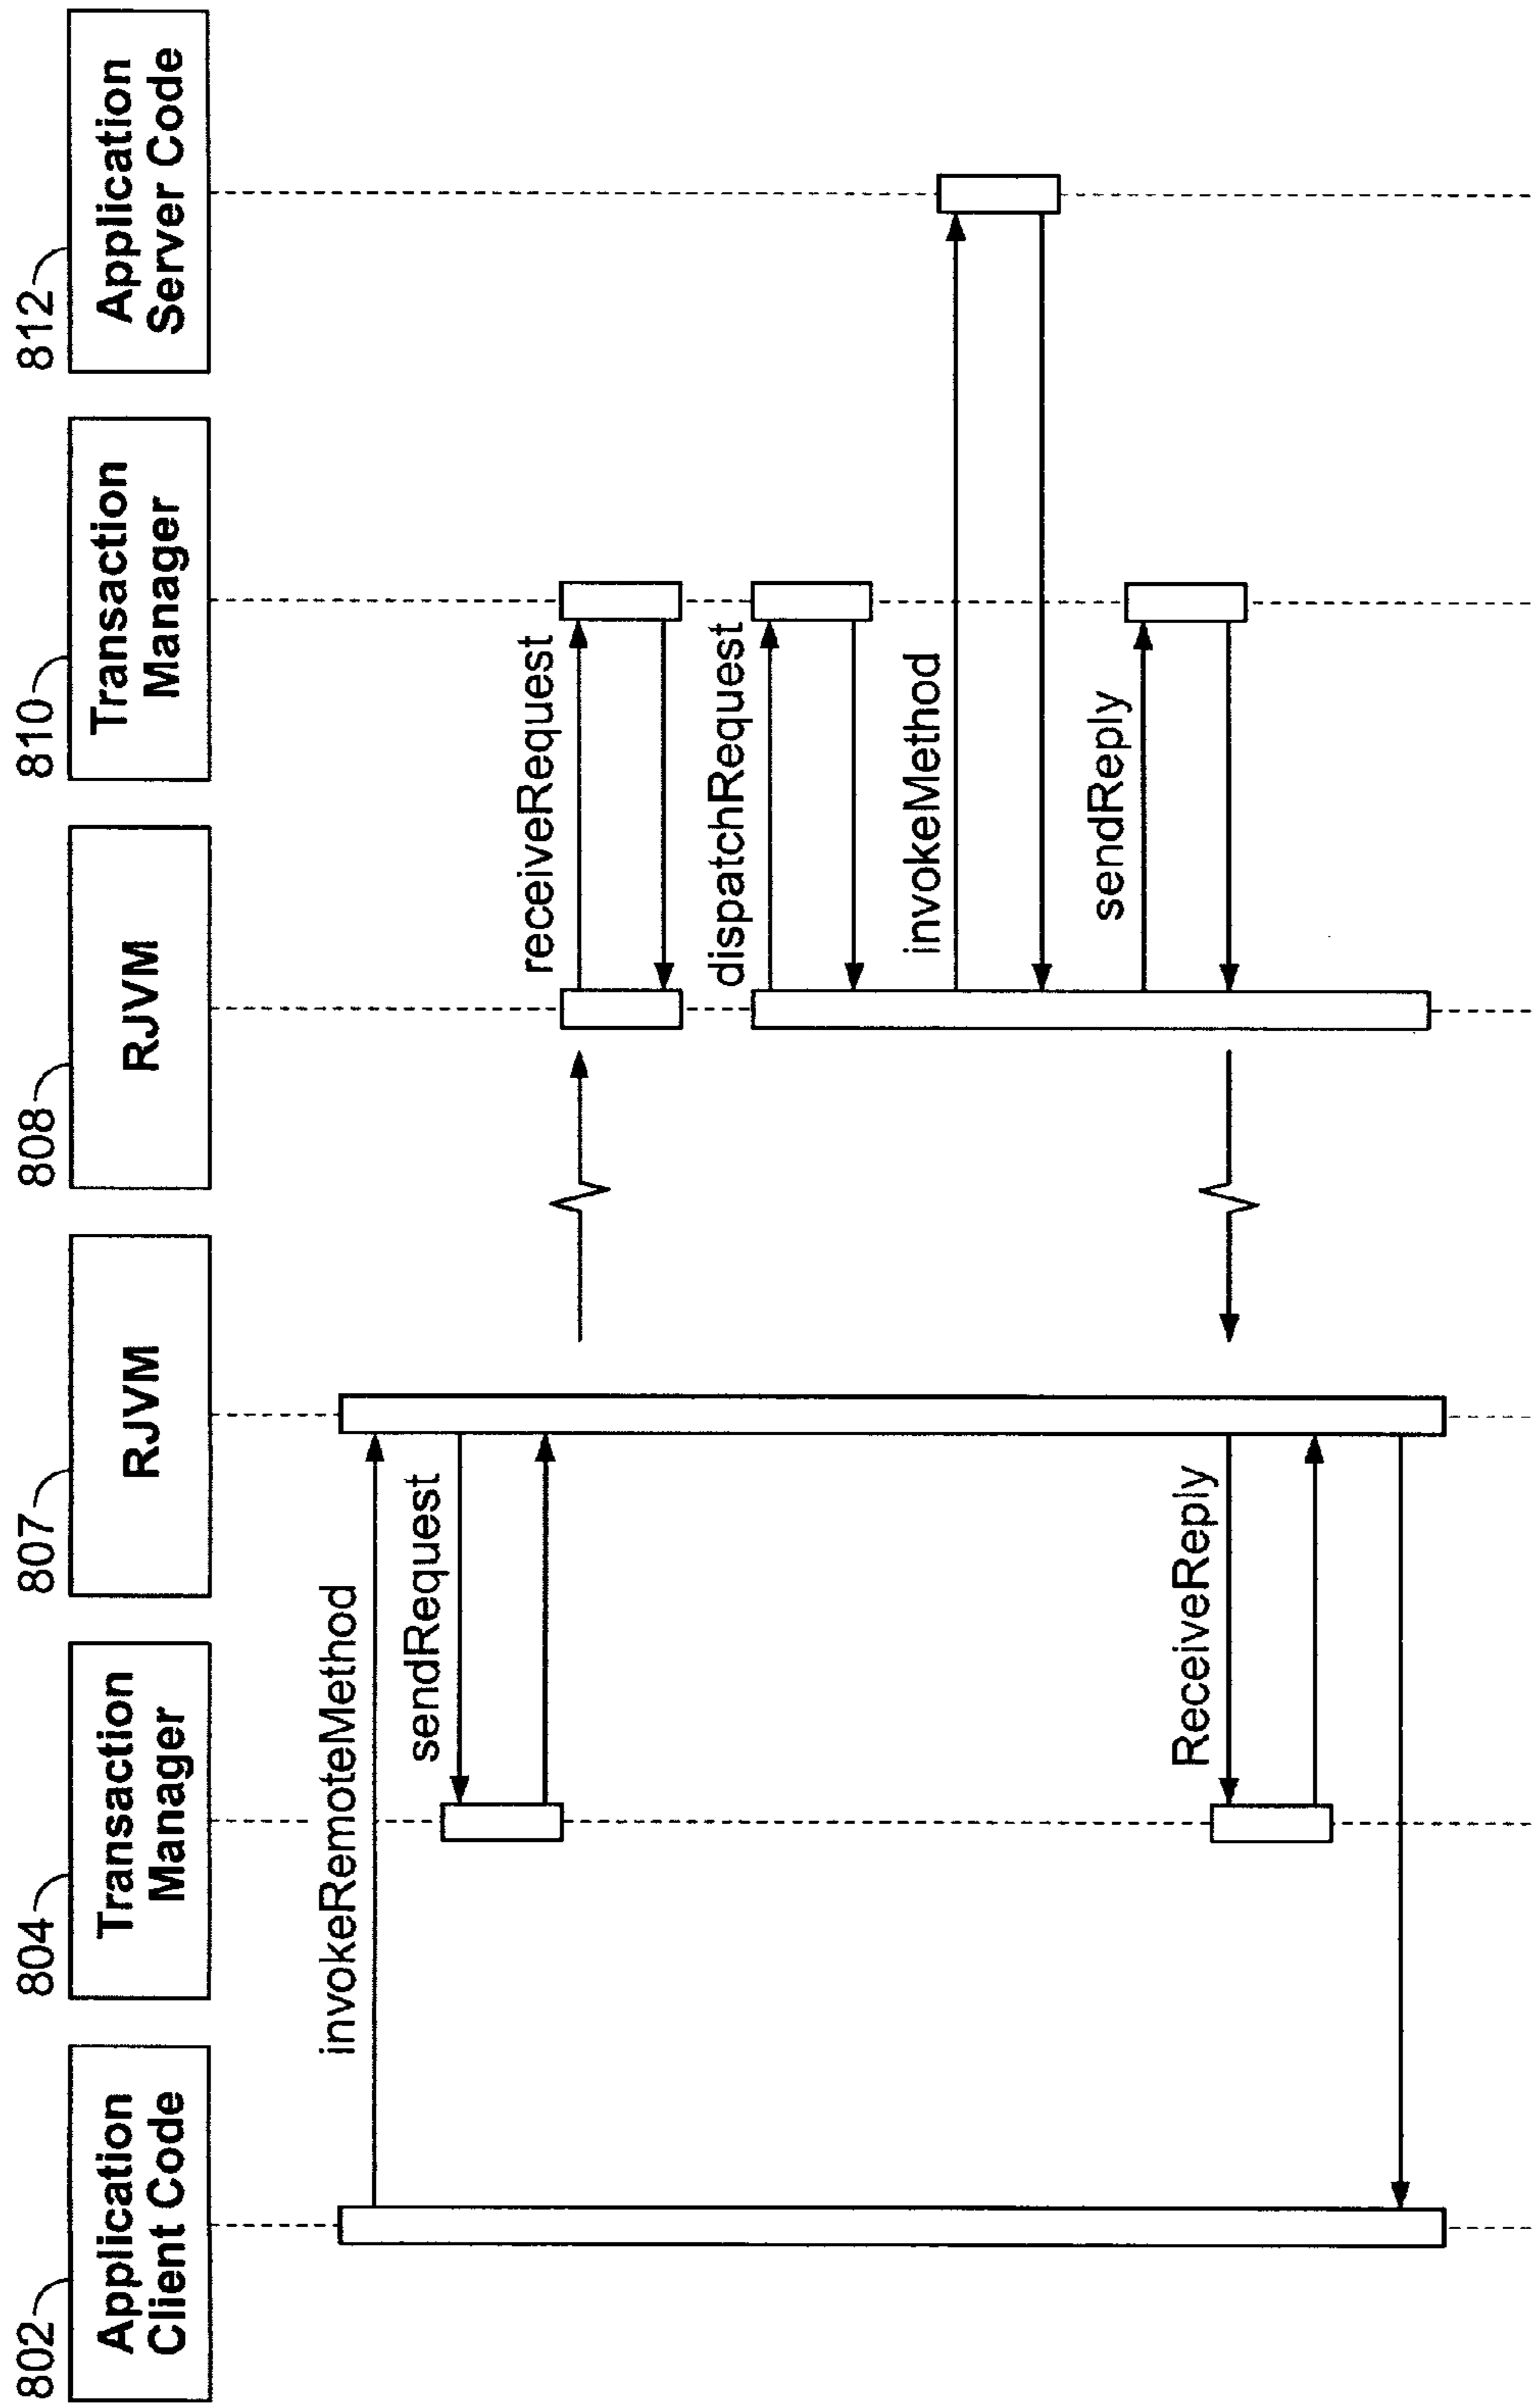 802
Application
Client Code
804
Transaction
Manager
807
RJVM
808
RJVM
810
Transaction
Manager
812
Application
Server Code
invokeRemoteMethod
sendRequest
receiveRequest
dispatchRequest
invokeMethod
sendReply
ReceiveReply